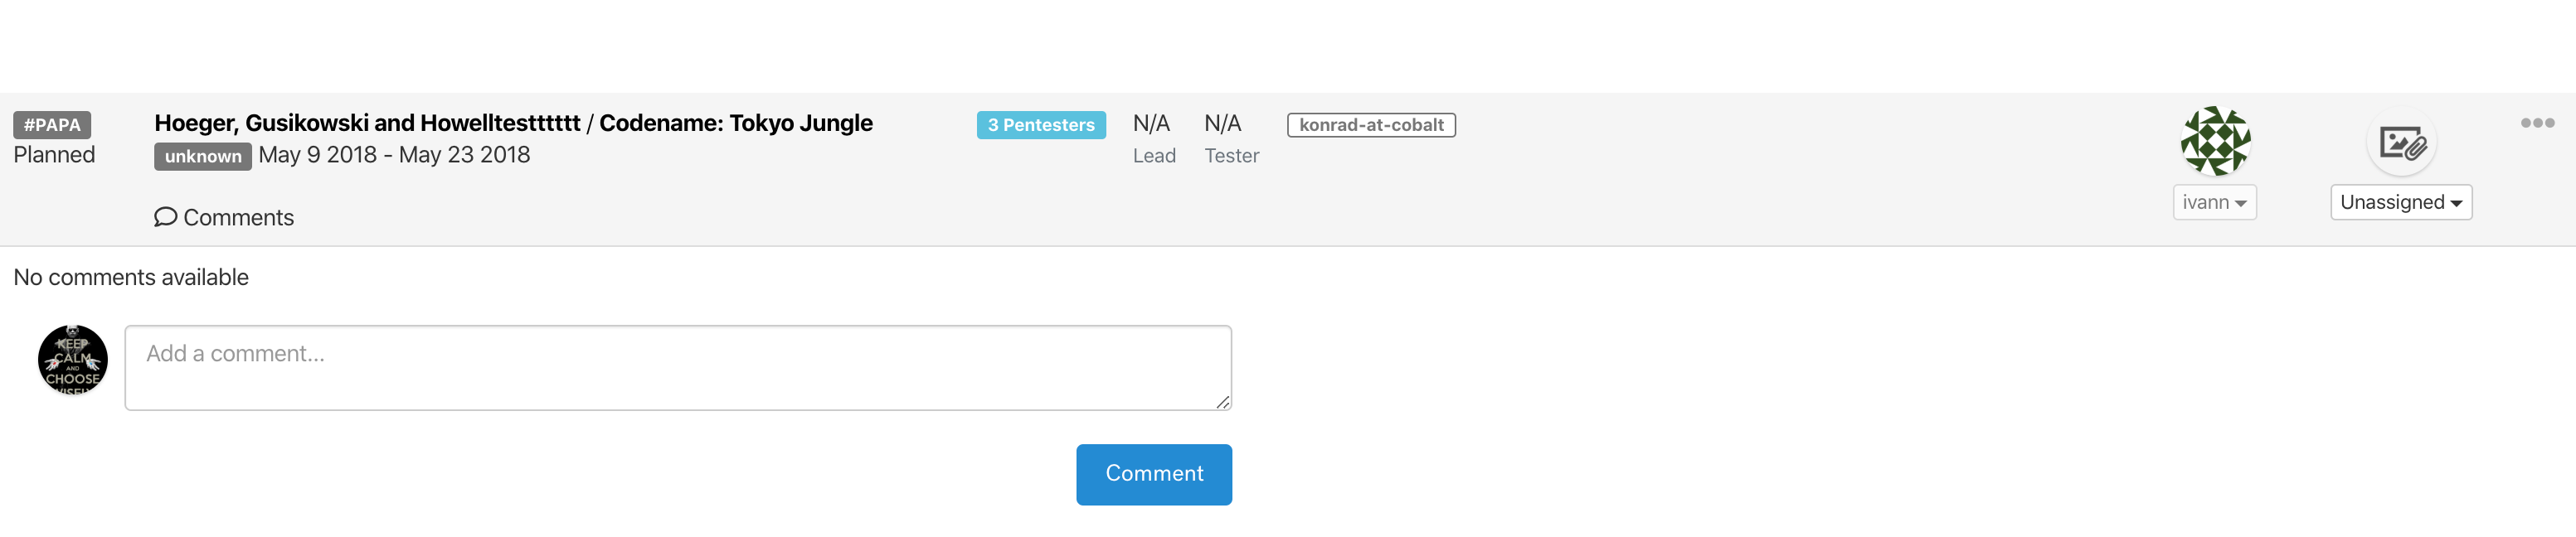 #PAPA
Planned
Hoeger, Gusikowski and Howelltestttttt / Codename: Tokyo Jungle
unknown May 9 2018 - May 23 2018
Comments
3 Pentesters
N/A
Lead
N/A
Tester
konrad-at-cobalt
ivann
Unassigned
No comments available
KEEP
CALM
AND
CHOOSE
Add a comment...
Comment